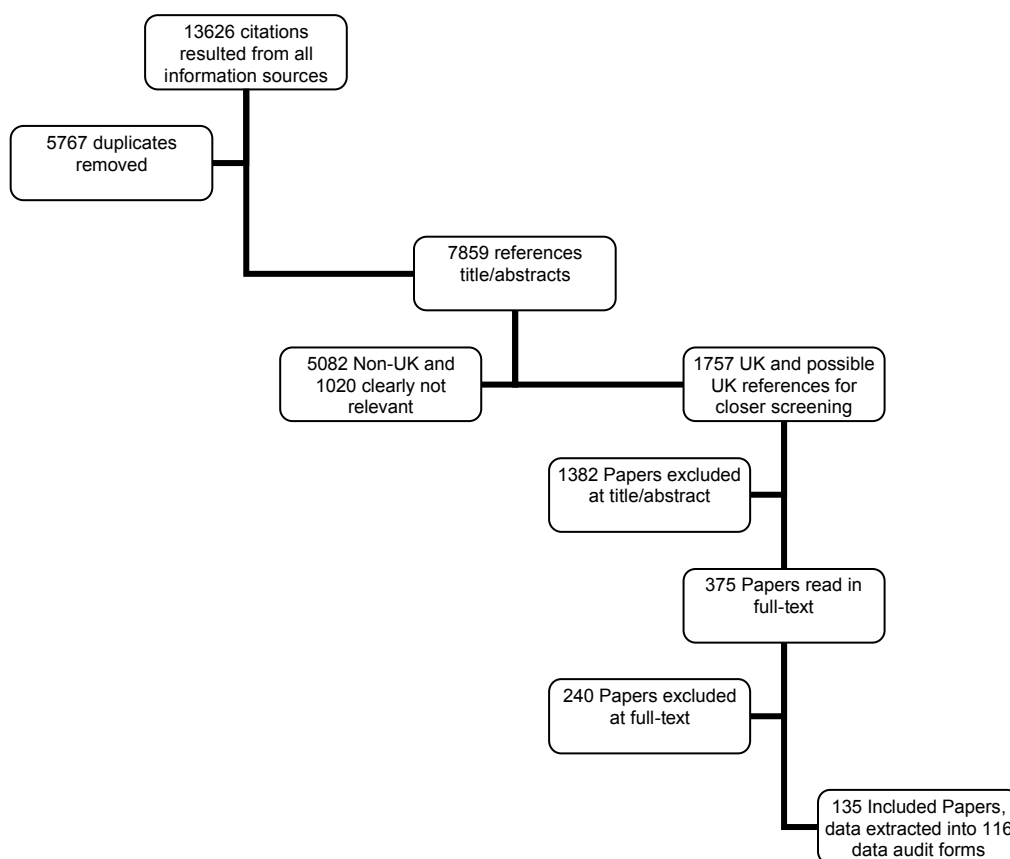 13626 citations
resulted from all
information sources
5767 duplicates
removed
7859 references
title/abstracts
5082 Non-UK and
1020 clearly not
relevant
1757 UK and possible
UK references for
closer screening
1382 Papers excluded
at title/abstract
375 Papers read in
full-text
240 Papers excluded
at full-text
135 Included Papers,
data extracted into 116
data audit forms